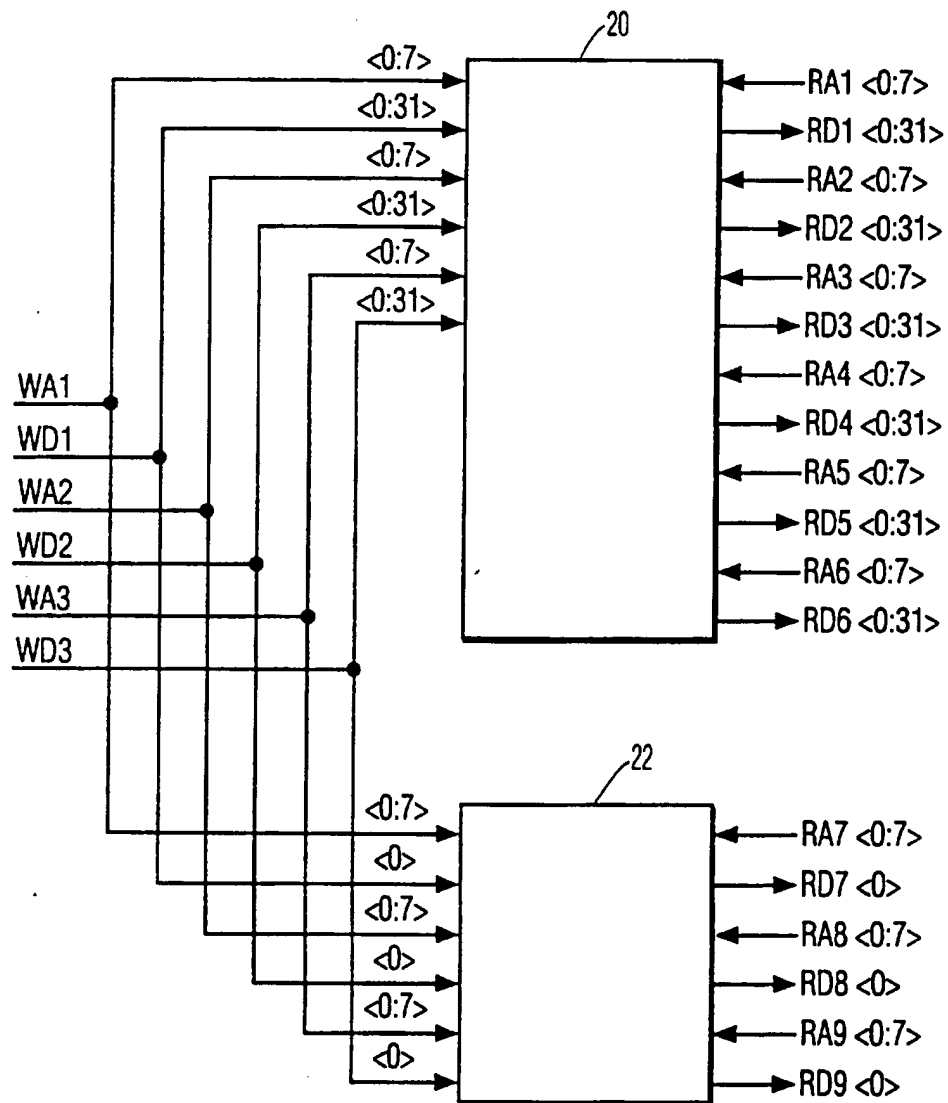 20
<0:7>
<0:31>
<0:7>
<0:31>
<0:7>
<0:31>
RA1 <0:7>
RD1 <0:31>
RA2 <0:7>
RD2 <0:31>
RA3 <0:7>
RD3 <0:31>
RA4 <0:7>
RD4 <0:31>
RA5 <0:7>
RD5 <0:31>
RA6 <0:7>
RD6 <0:31>
WA1
WD1
WA2
WD2
WA3
WD3
22
<0:7>
<0>
<0:7>
<0>
<0:7>
<0>
RA7 <0:7>
RD7 <0>
RA8 <0:7>
RD8 <0>
RA9 <0:7>
RD9 <0>